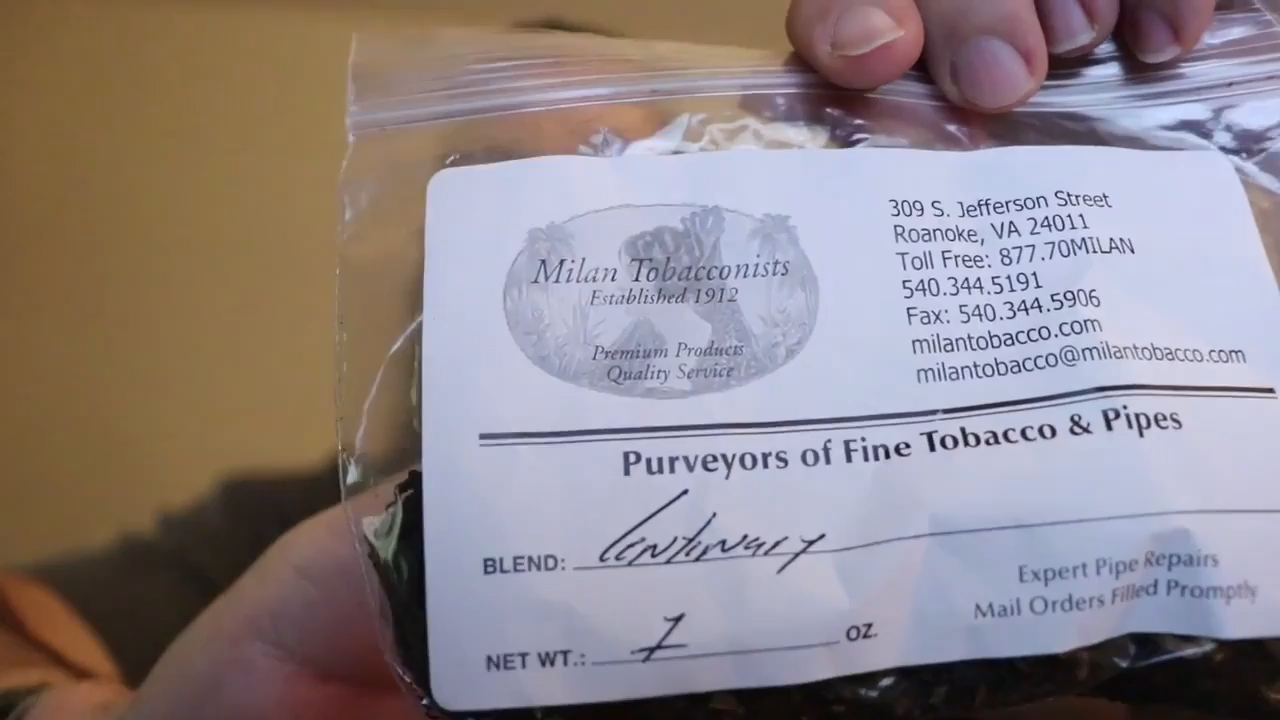 Milan Tobacconists
Established 1912
Premium Products
Quality Service
309 S. Jefferson Street
Roanoke, VA 24011
Toll Free: 877.70MILAN
540.344.5191
Fax: 540.344.5906
milantobacco.com
milantobacco@milantobacco.com
Purveyors of Fine Tobacco & Pipes
BLEND: Centinary
Expert Pipe Repairs
Mail Orders Filled Promptly
NET WT.: 1 OZ.